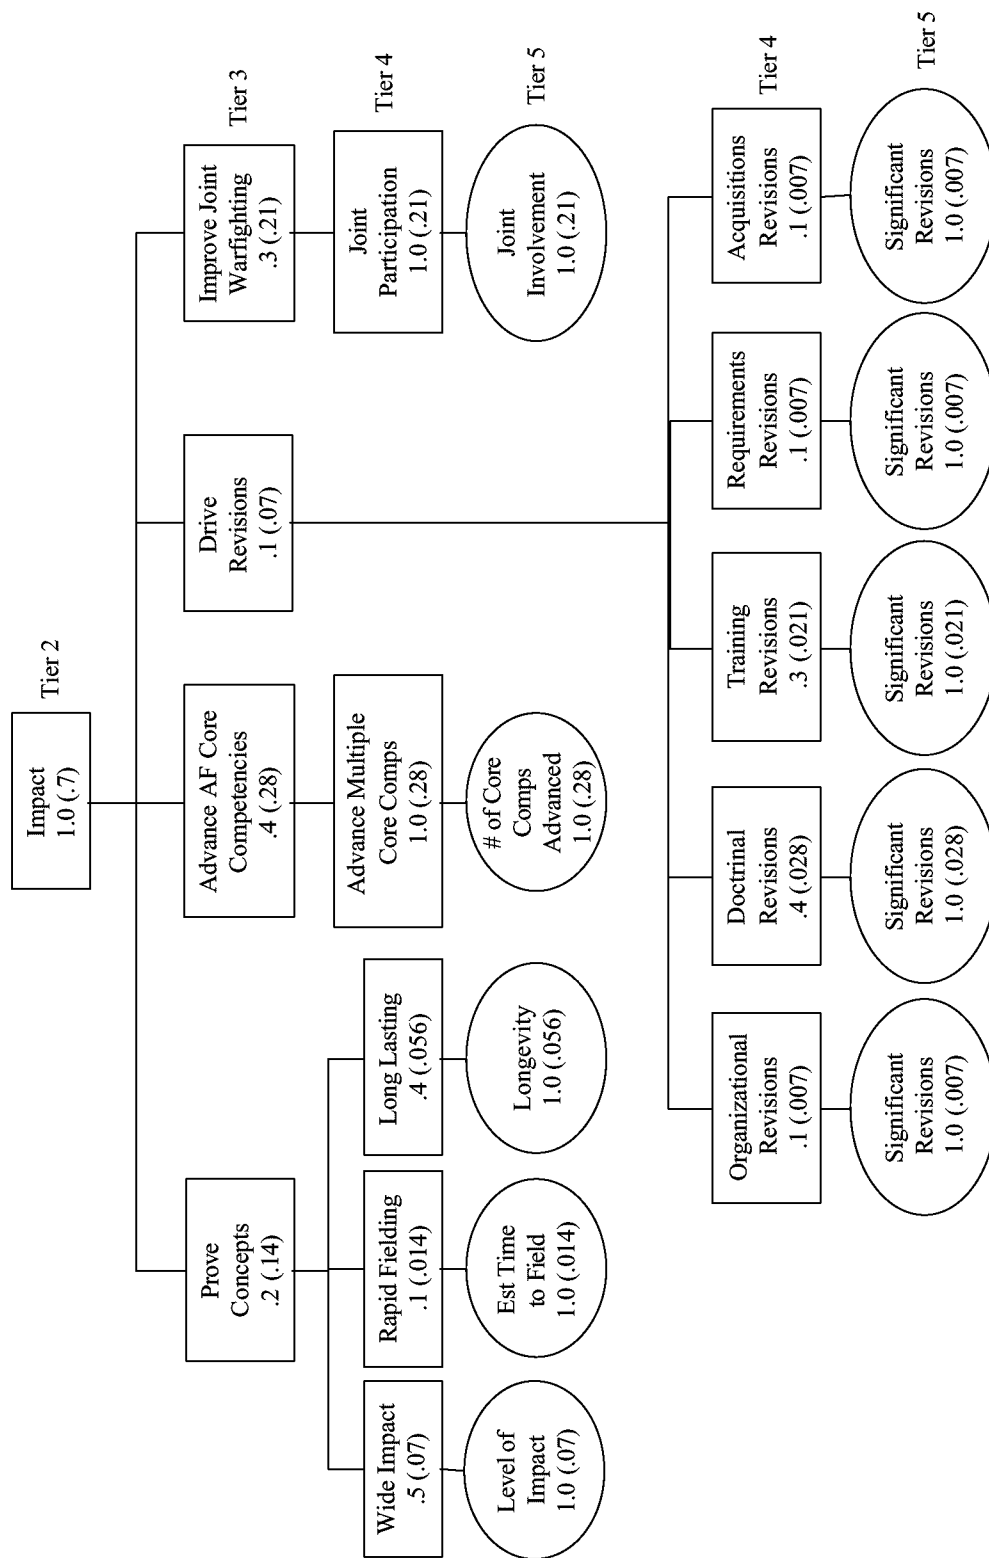 Impact
1.0 (.7)
Tier 2
Prove
Concepts
.2 (.14)
Advance AF Core
Competencies
.4 (.28)
Drive
Revisions
.1 (.07)
Improve Joint
Warfighting
.3 (.21)
Tier 3
Wide Impact
.5 (.07)
Rapid Fielding
.1 (.014)
Long Lasting
.4 (.056)
Advance Multiple
Core Comps
1.0 (.28)
Joint
Participation
1.0 (.21)
Tier 4
Level of
Impact
1.0 (.07)
Est Time
to Field
1.0 (.014)
Longevity
1.0 (.056)
# of Core
Comps
Advanced
1.0 (.28)
Joint
Involvement
1.0 (.21)
Tier 5
Organizational
Revisions
.1 (.007)
Doctrinal
Revisions
.4 (.028)
Training
Revisions
.3 (.021)
Requirements
Revisions
.1 (.007)
Acquisitions
Revisions
.1 (.007)
Tier 4
Significant
Revisions
1.0 (.007)
Significant
Revisions
1.0 (.028)
Significant
Revisions
1.0 (.021)
Significant
Revisions
1.0 (.007)
Significant
Revisions
1.0 (.007)
Tier 5